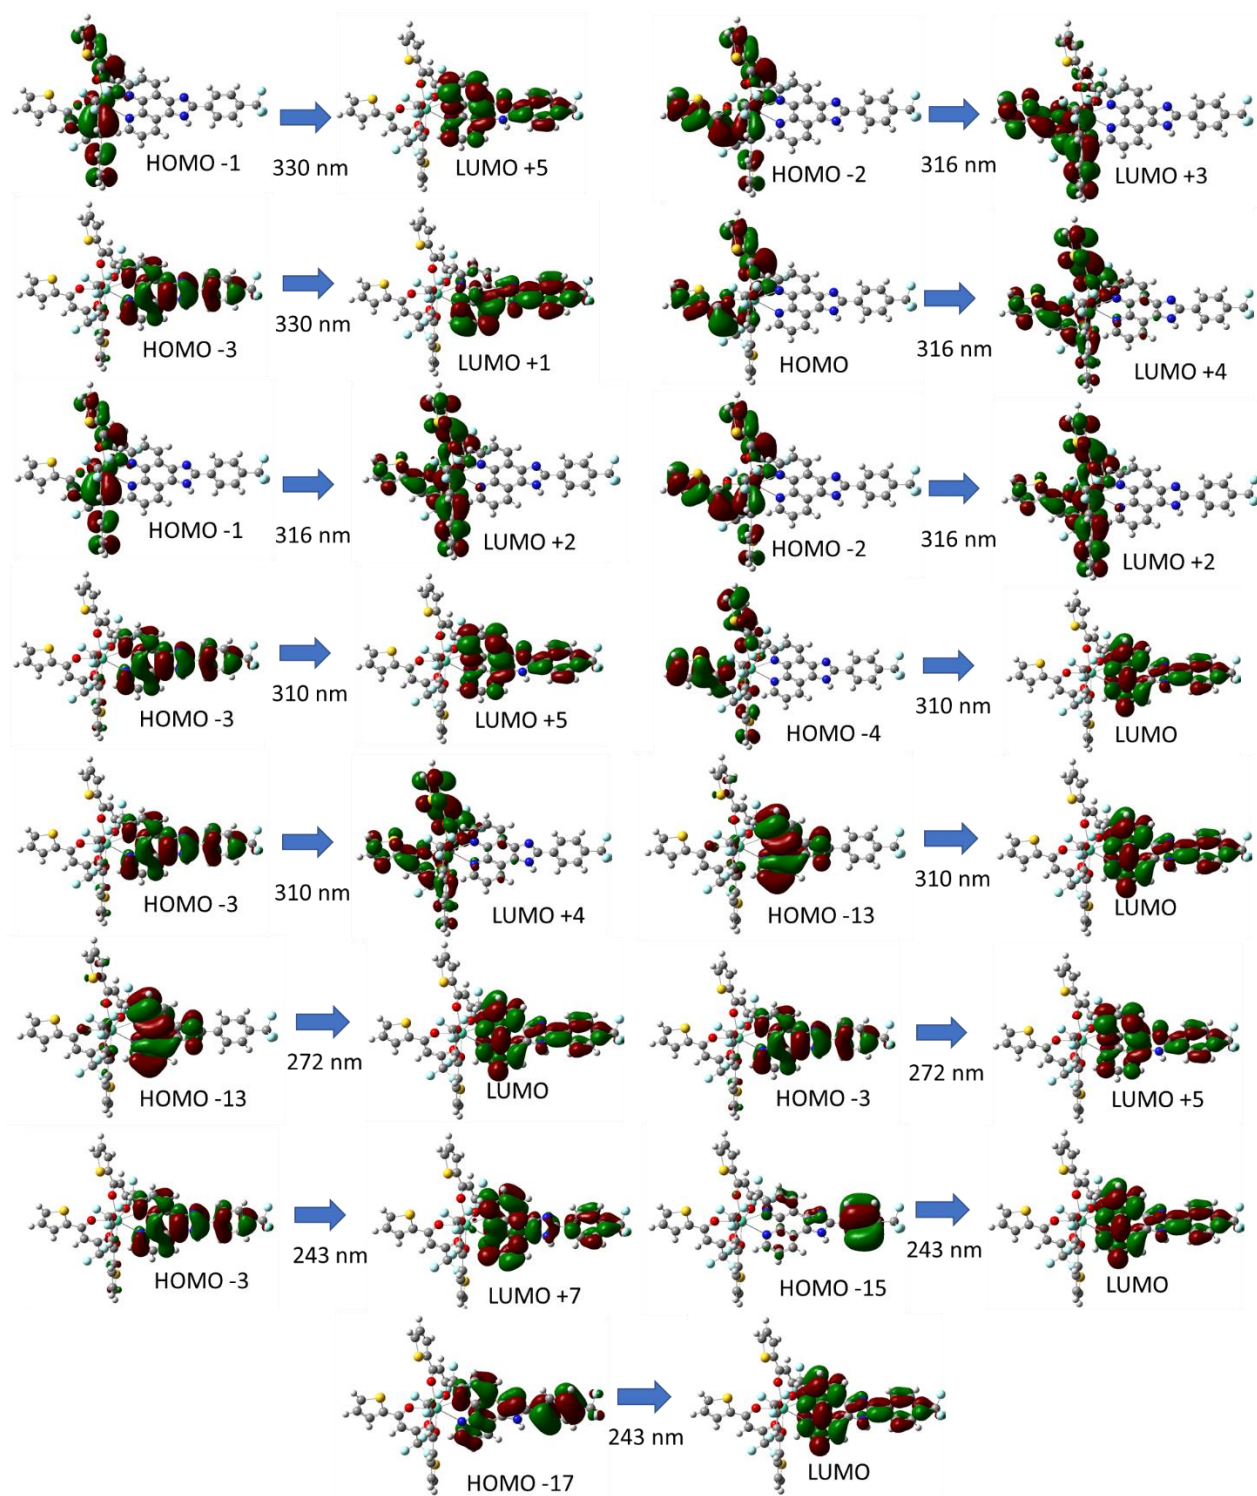 HOMO -1
330 nm
LUMO +5
HOMO -2
316 nm
LUMO +3
HOMO -3
330 nm
LUMO +1
HOMO
316 nm
LUMO +4
HOMO -1
316 nm
LUMO +2
HOMO -2
316 nm
LUMO +2
HOMO -3
310 nm
LUMO +5
HOMO -4
310 nm
LUMO
HOMO -3
310 nm
LUMO +4
HOMO -13
310 nm
LUMO
HOMO -13
272 nm
LUMO
HOMO -3
272 nm
LUMO +5
HOMO -3
243 nm
LUMO +7
HOMO -15
243 nm
LUMO
HOMO -17
243 nm
LUMO